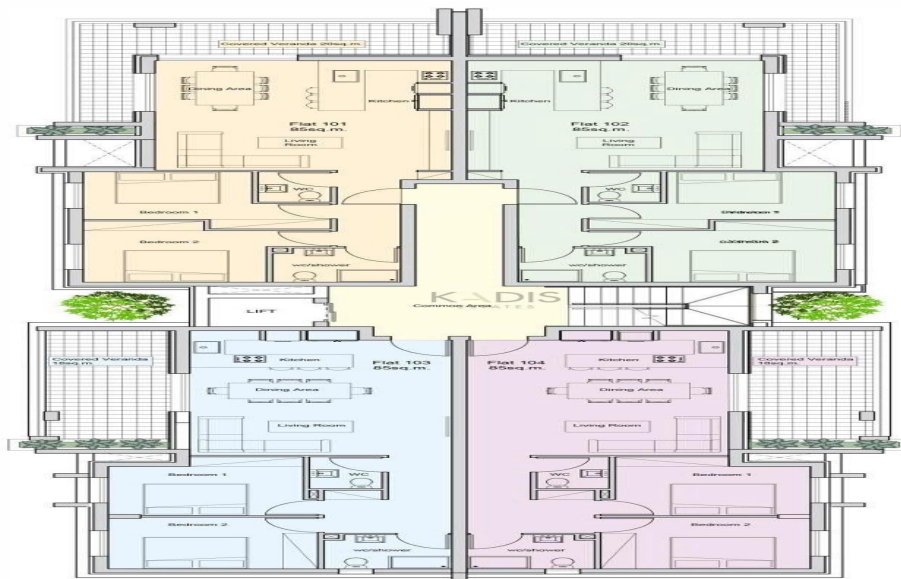 Covered Veranda 20sq.m.
Covered Veranda 20sq.m.
Dining Area
Kitchen
Flat 101
85sq.m.
Living
Room
WC
Bedroom 1
Bedroom 2
wc/shower
Kitchen
Dining Area
Flat 102
85sq.m.
Living
Room
WC
wc/shower
LIFT
KADIS
ESTATES
Common Area
Covered Veranda
16sq.m.
Kitchen
Flat 103
85sq.m.
Dining Area
Living Room
Bedroom 1
WC
Bedroom 2
wc/shower
Flat 104
85sq.m.
Kitchen
Dining Area
Living Room
WC
Bedroom 1
Bedroom 2
wc/shower
Covered Veranda
16sq.m.